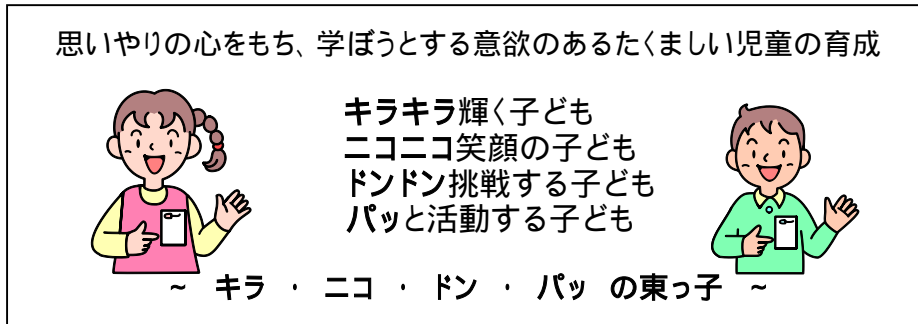 思いやりの心をもち、学ぼうとする意欲のあるたくましい児童の育成
キラキラ輝く子ども
ニコニコ笑顔の子ども
ドンドン挑戦する子ども
パッと活動する子ども
~ キラ ・ ニコ ・ ドン ・ パッ の東っ子 ~